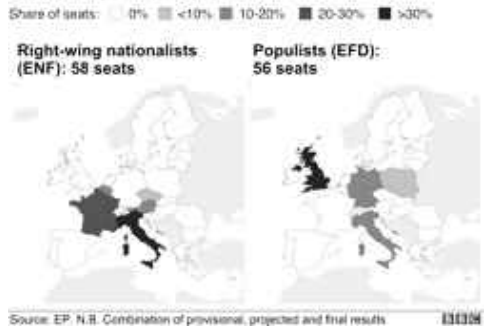 Share of seats: 0% <10% 10-20% 20-30% >30%
Right-wing nationalists
(ENF): 58 seats
Populists (EFD):
56 seats
Source: EP. N.B. Combination of provisional, projected and final results
BBC